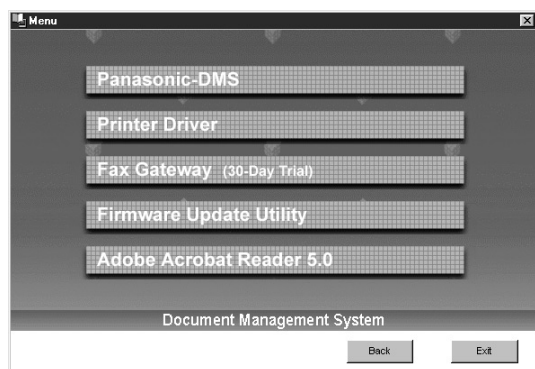 Menu
Panasonic-DMS
Printer Driver
Fax Gateway (30-Day Trial)
Firmware Update Utility
Adobe Acrobat Reader 5.0
Document Management System
Back Exit